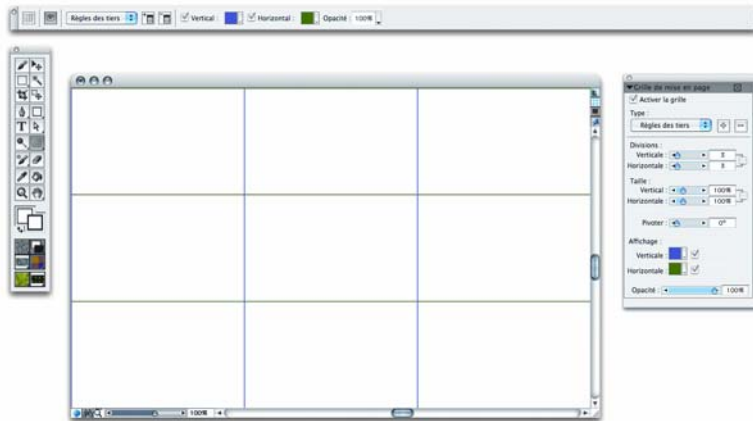 Règles des tiers Vertical : Horizontal : Opacité 100%
T
100%
Grille de mise en page
Activer la grille
Type :
Règles des tiers
Divisions :
Verticale : 3
Horizontale : 3
Taille :
Vertical : 100%
Horizontale : 100%
Pivoter : 0°
Affichage :
Verticale :
Horizontale :
Opacité : 100%